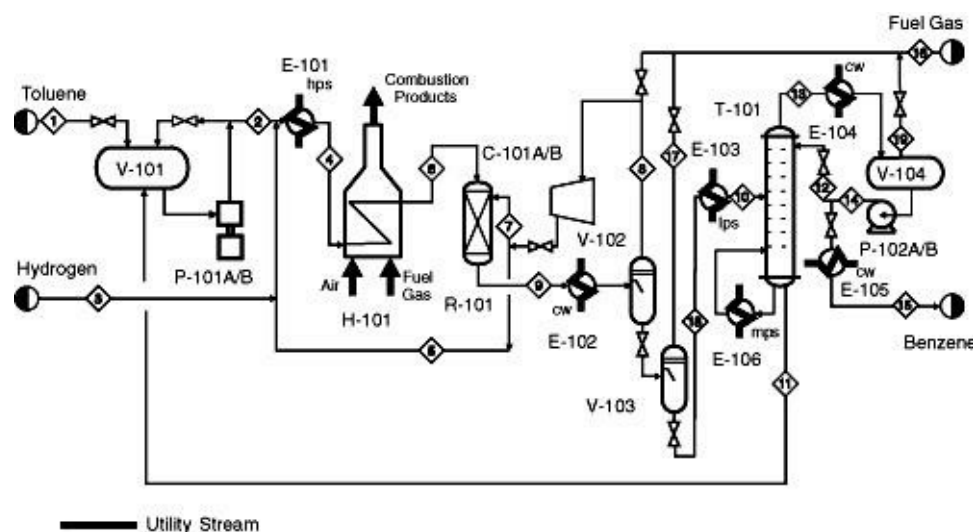 Fuel Gas
16
E-101
hps
Combustion
Products
cw
Toluene
1
2
18
T-101
E-104
C-101A/B
V-101
4
6
8
17
E-103
19
10
12
14
V-104
lps
7
V-102
P-102A/B
P-101A/B
Hydrogen
3
Air
Fuel
Gas
9
cw
R-101
cw
E-105
15
H-101
E-102
mps
Benzene
5
E-106
V-103
11
Utility Stream